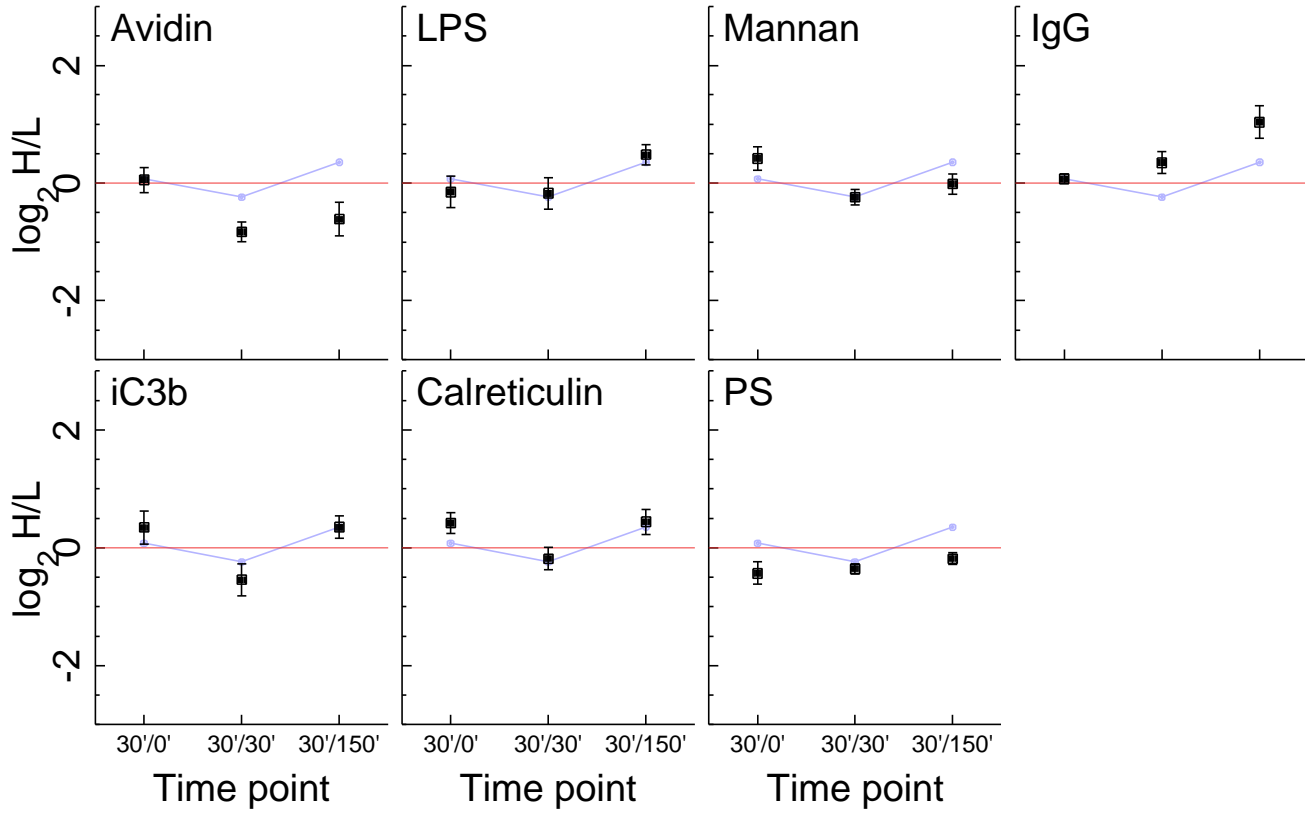 Avidin LPS Mannan IgG
2
0
-2
log2 H/L
iC3b Calreticulin PS
2
0
-2
log2 H/L
30'/0' 30'/30' 30'/150' 30'/0' 30'/30' 30'/150' 30'/0' 30'/30' 30'/150'
Time point Time point Time point